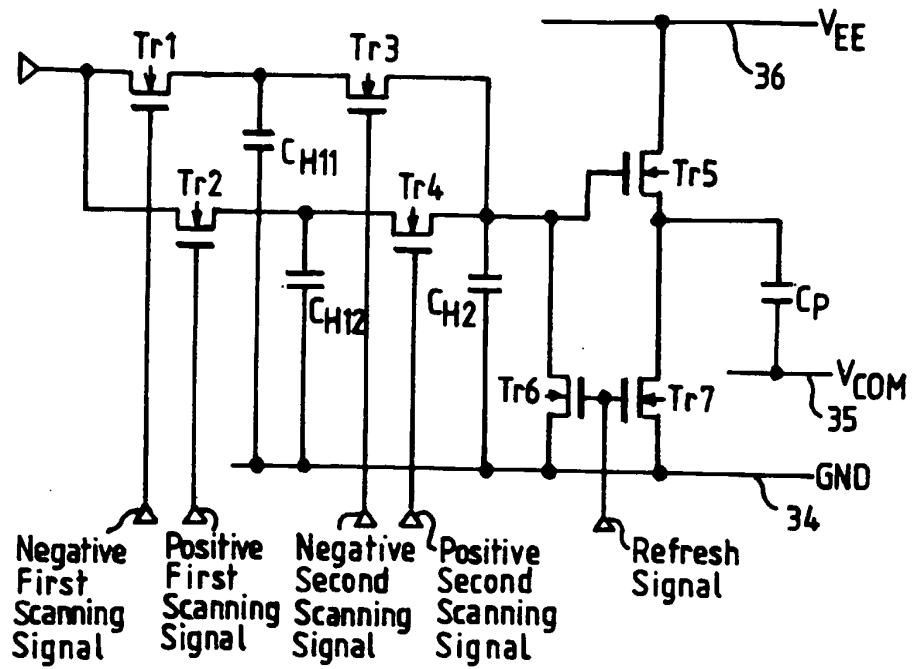 VEE
36
Tr1
Tr3
CH11
Tr2
Tr4
Tr5
CH12
CH2
CP
Tr6
Tr7
VCOM
35
GND
34
Negative
First
Scanning
Signal
Positive
First
Scanning
Signal
Negative
Second
Scanning
Signal
Positive
Second
Scanning
Signal
Refresh
Signal